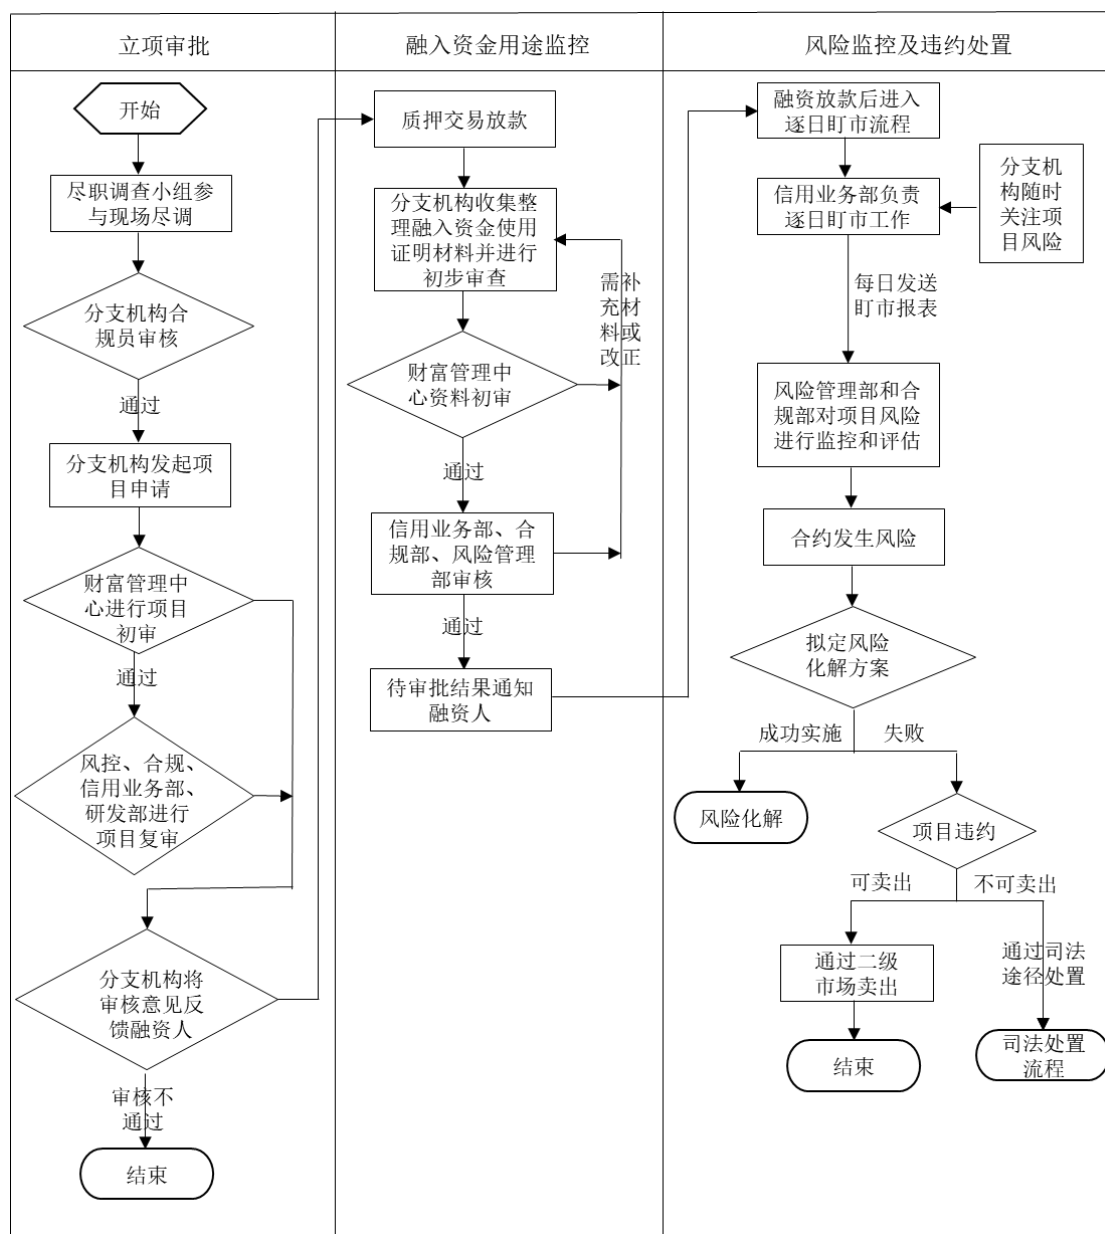 立项审批
开始
尽职调查小组参
与现场尽调
分支机构合
规员审核
通过
分支机构发起项
目申请
财富管理中
心进行项目
初审
通过
风控、合规、
信用业务部、
研发部进行
项目复审
分支机构将
审核意见反
馈融资人
审核不
通过
结束
融入资金用途监控
质押交易放款
分支机构收集整
理融入资金使用
证明材料并进行
初步审查
需补
充材
料或
改正
财富管理中
心资料初审
通过
信用业务部、合
规部、风险管理
部审核
通过
待审批结果通知
融资人
风险监控及违约处置
融资放款后进入
逐日盯市流程
信用业务部负责
逐日盯市工作
分支机
构随时
关注项
目风险
每日发送
盯市报表
风险管理部和合
规部对项目风险
进行监控和评估
合约发生风险
拟定风险
化解方案
成功实施
失败
风险化解
项目违约
可卖出
不可卖出
通过二级
市场卖出
通过司法
途径处置
结束
司法处置
流程